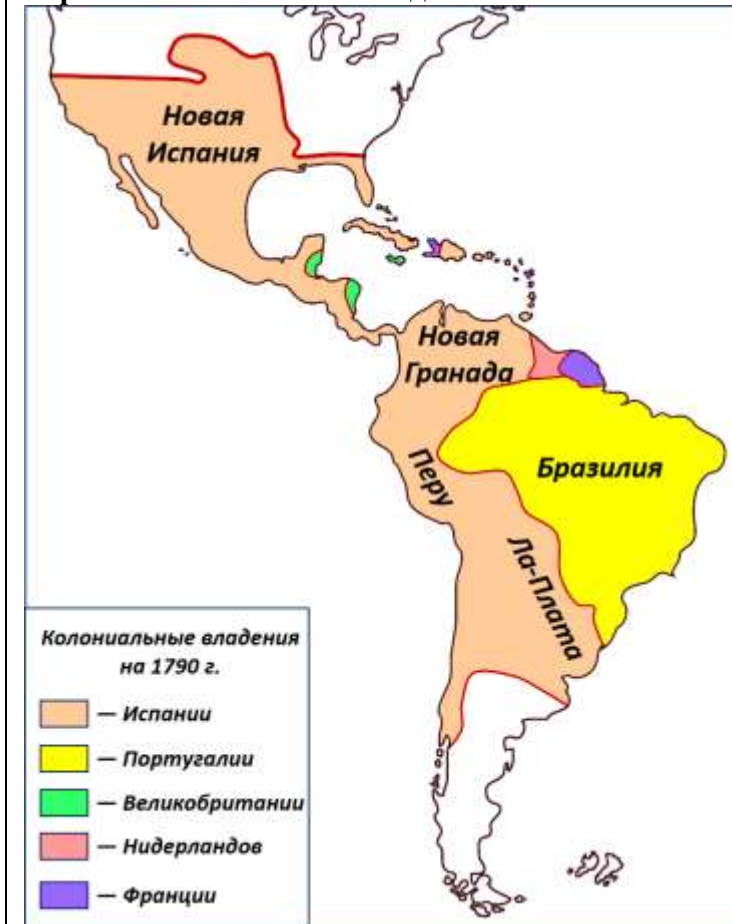 Новая
Испания
Новая
Гранада
Перу
Бразилия
Ла-Плата
Колониальные владения
на 1790 г.
— Испании
— Португалии
— Великобритании
— Нидерландов
— Франции